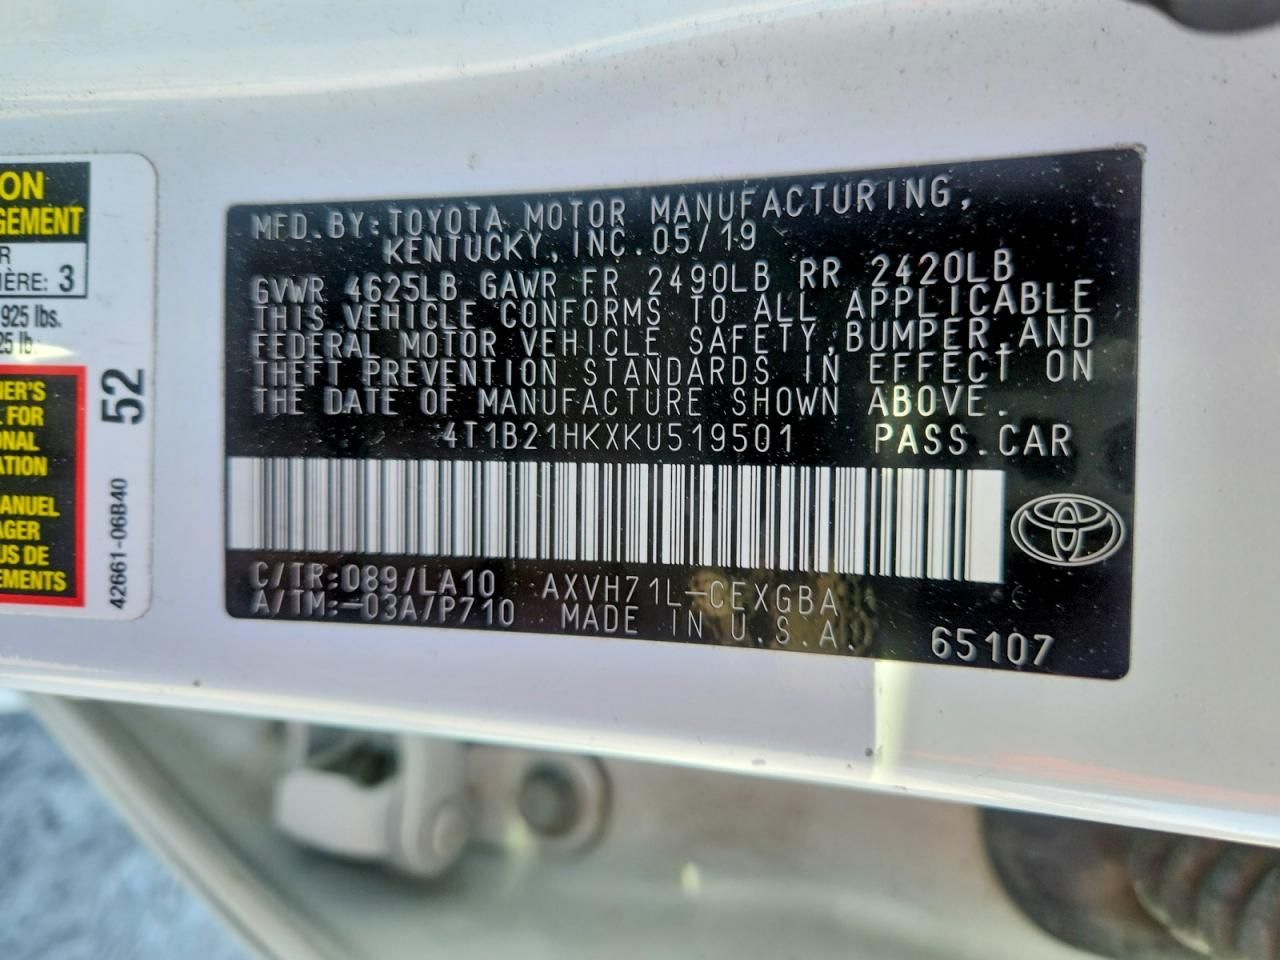 ON
GEMENT
R
IÈRE: 3
925 lbs.
25 lb
NER'S
L FOR
ONAL
ATION
ANUEL
AGER
US DE
EMENTS
52
42661-06B40
MFD.BY:TOYOTA MOTOR MANUFACTURING,
KENTUCKY,INC.05/19
GVWR 4625LB GAWR FR 2490LB RR 2420LB
THIS VEHICLE CONFORMS TO ALL APPLICABLE
FEDERAL MOTOR VEHICLE SAFETY,BUMPER,AND
THEFT PREVENTION STANDARDS IN EFFECT ON
THE DATE OF MANUFACTURE SHOWN ABOVE.
4T1B21HKXKU519501 PASS.CAR
C/TR:089/LA10 AXVH71L-CEXGBA
A/TM:-03A/P710 MADE IN U.S.A.
65107